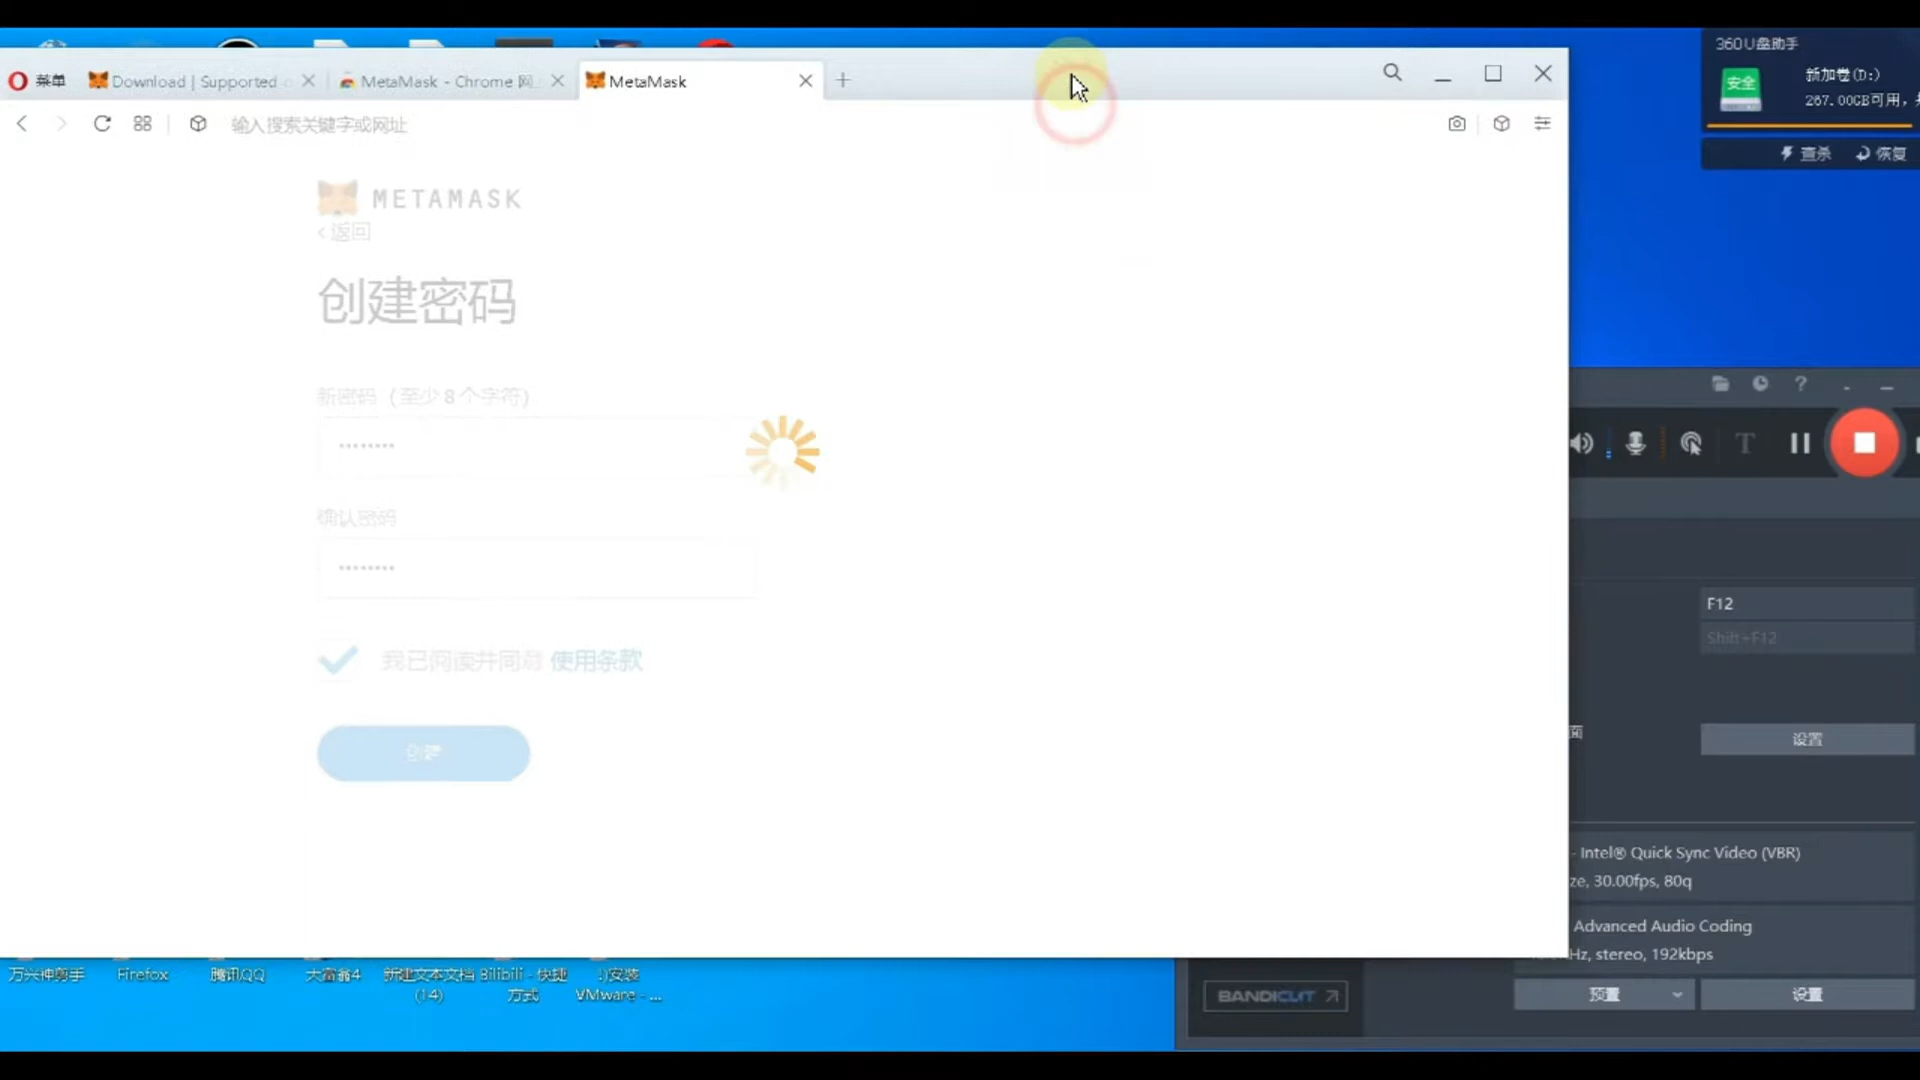 360U盘助手
菜单
Download | Supported
MetaMask - Chrome 网
MetaMask
新加卷(D:)
267.00GB可用,
输入搜索关键字或网址
查杀
恢复
METAMASK
< 返回
创建密码
新密码（至少 8 个字符）
••••••••
确认密码
••••••••
我已阅读并同意 使用条款
创建
F12
Shift+F12
面
设置
- Intel® Quick Sync Video (VBR)
ze, 30.00fps, 80q
Advanced Audio Coding
Hz, stereo, 192kbps
预置
设置
BANDICUT
万兴神剪手
Firefox
腾讯QQ
大富翁4
新建文本文档
(14)
Bilibili - 快捷
方式
VMware - ...